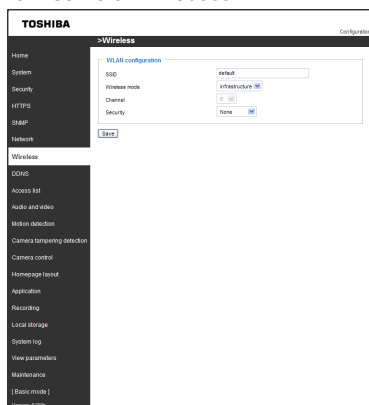 TOSHIBA
Configuration
>Wireless
Home
System
Security
HTTPS
SNMP
Network
Wireless
DDNS
Access list
Audio and video
Motion detection
Camera tampering detection
Camera control
Homepage layout
Application
Recording
Local storage
System log
View parameters
Maintenance
[ Basic mode ]
WLAN configuration
SSID default
Wireless mode infrastructure
Channel 6
Security None
Save